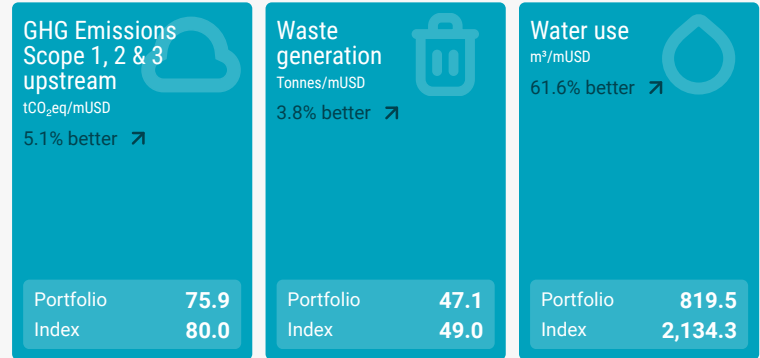 GHG Emissions
Scope 1, 2 & 3
upstream
tCO₂eq/mUSD
5.1% better
Portfolio 75.9
Index 80.0
Waste
generation
Tonnes/mUSD
3.8% better
Portfolio 47.1
Index 49.0
Water use
m³/mUSD
61.6% better
Portfolio 819.5
Index 2,134.3